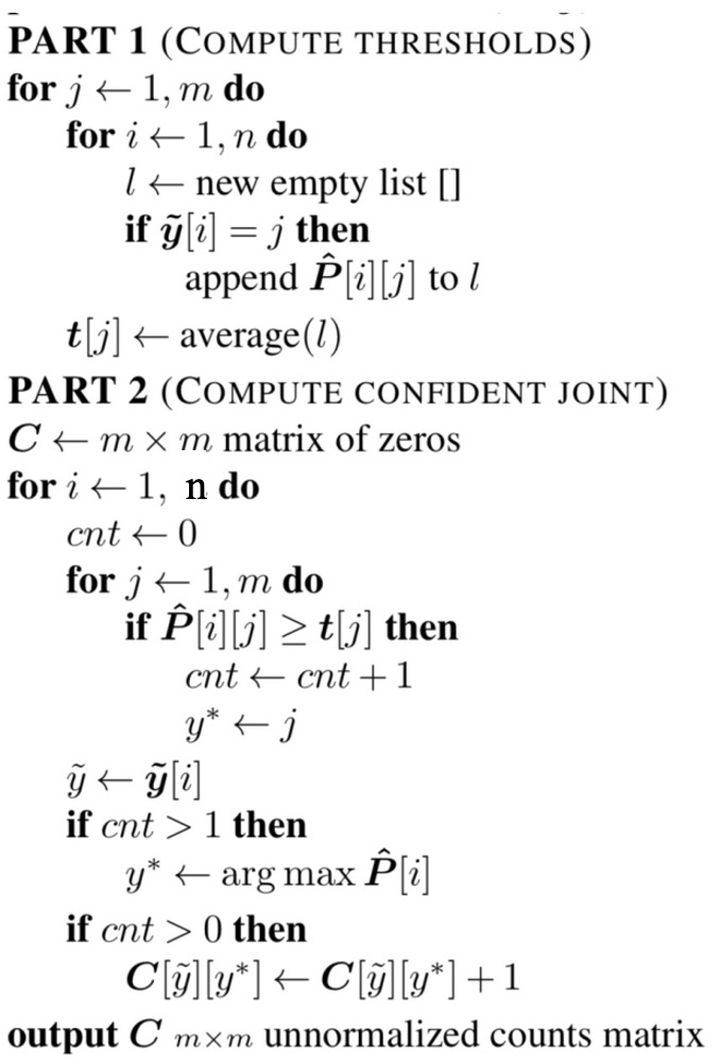 PART 1 (COMPUTE THRESHOLDS)
for j ← 1, m do
for i ← 1, n do
l ← new empty list []
if ỹ[i] = j then
append P̂[i][j] to l
t[j] ← average(l)
PART 2 (COMPUTE CONFIDENT JOINT)
C ← m × m matrix of zeros
for i ← 1, n do
cnt ← 0
for j ← 1, m do
if P̂[i][j] ≥ t[j] then
cnt ← cnt + 1
y* ← j
ỹ ← ỹ[i]
if cnt > 1 then
y* ← arg max P̂[i]
if cnt > 0 then
C[ỹ][y*] ← C[ỹ][y*] + 1
output C m×m unnormalized counts matrix